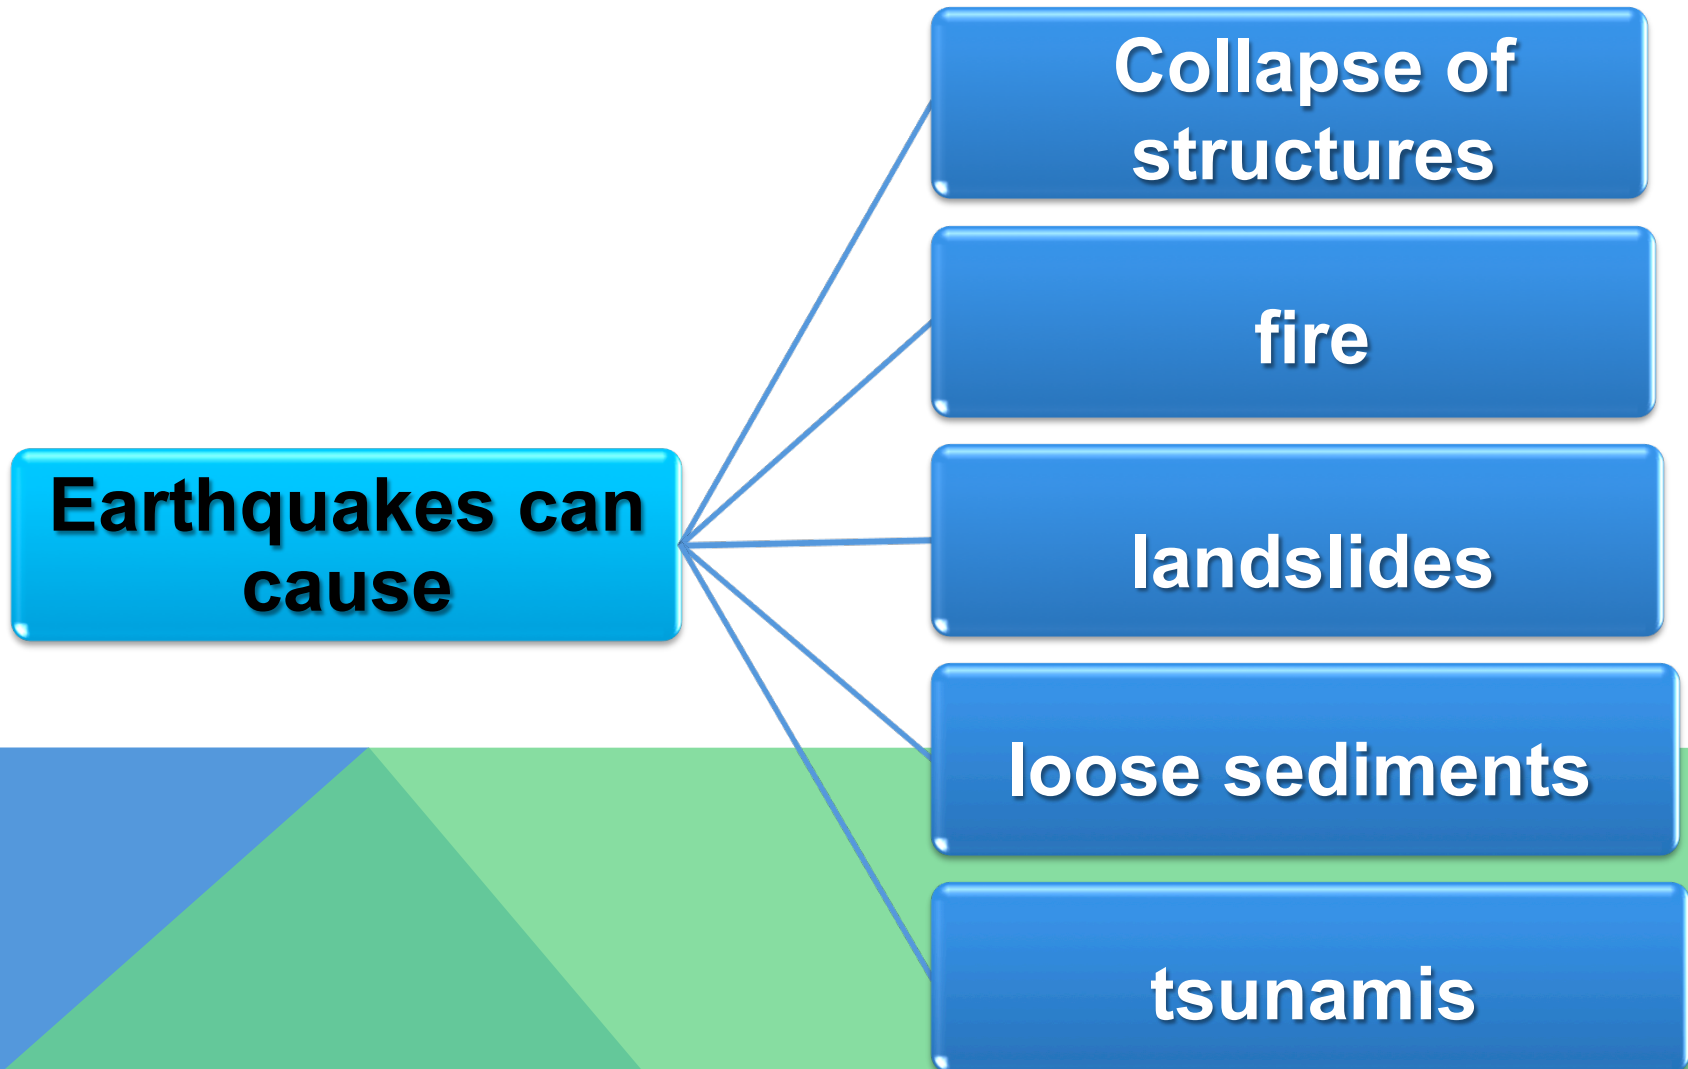 Earthquakes can
cause
Collapse of
structures
fire
landslides
loose sediments
tsunamis